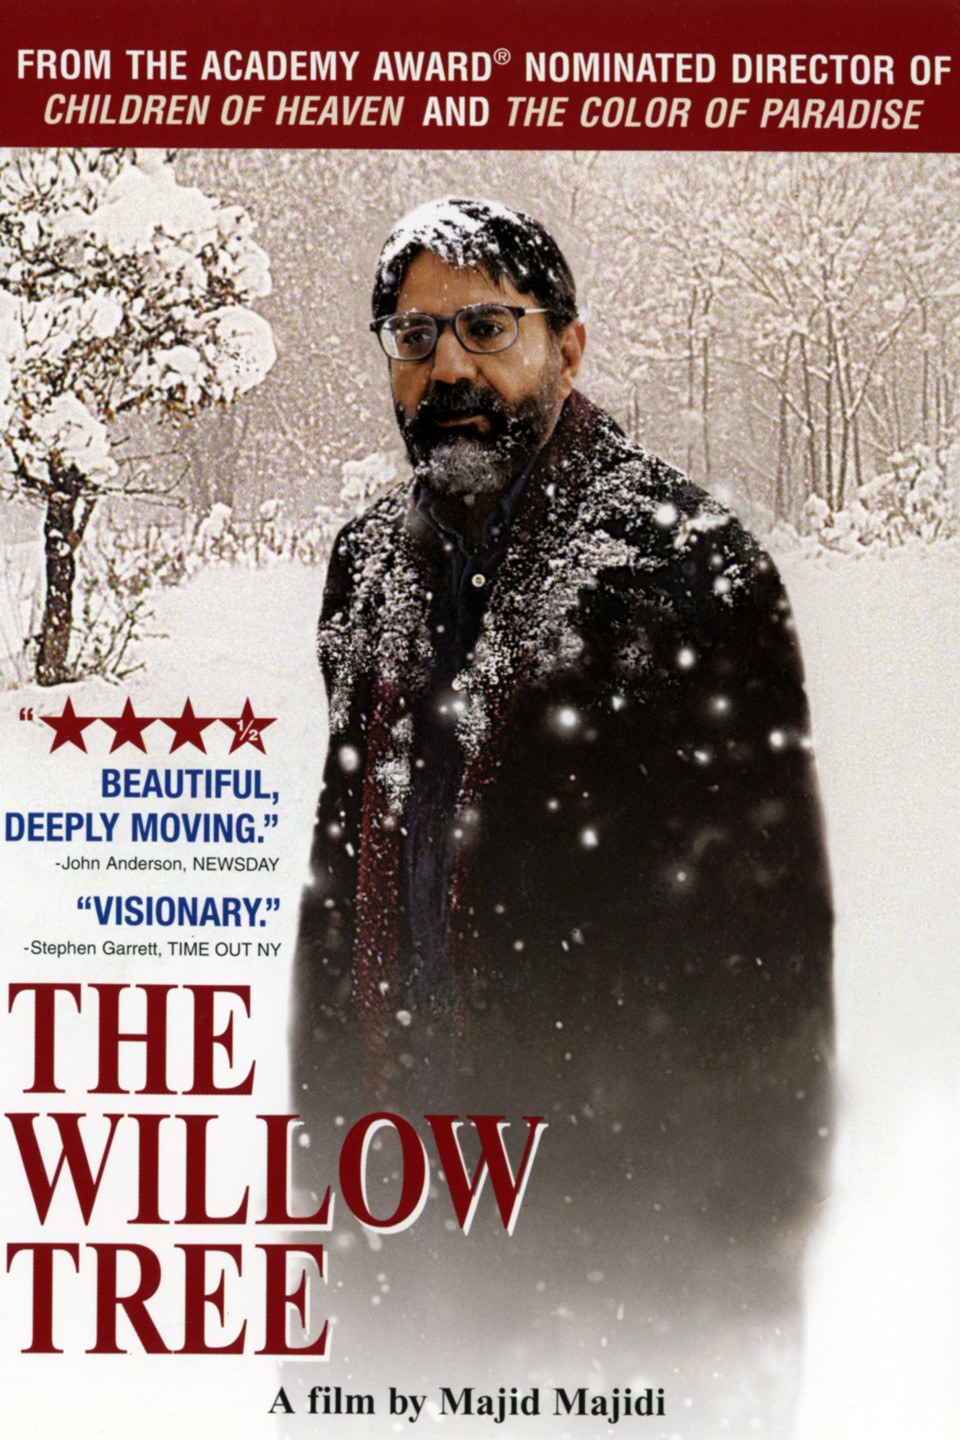 FROM THE ACADEMY AWARD® NOMINATED DIRECTOR OF
CHILDREN OF HEAVEN AND THE COLOR OF PARADISE
“★★★½
BEAUTIFUL,
DEEPLY MOVING.”
-John Anderson, NEWSDAY
“VISIONARY.”
-Stephen Garrett, TIME OUT NY
THE
WILLOW
TREE
A film by Majid Majidi